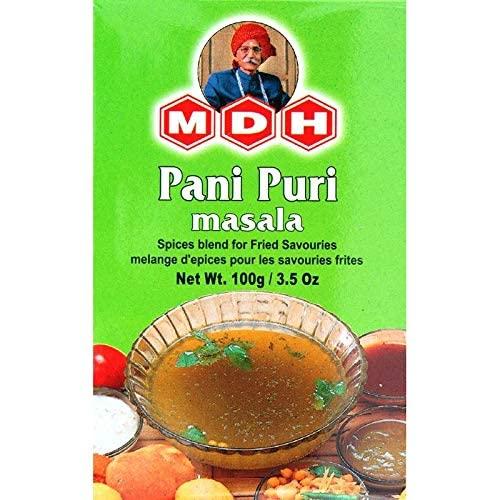 MDH
Pani Puri
masala
Spices blend for Fried Savouries
melange d'epices pour les savouries frites
Net Wt. 100g / 3.5 Oz